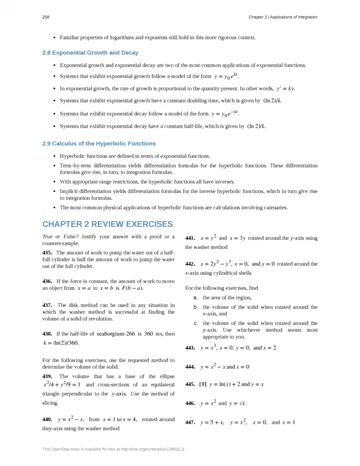 258
Chapter 2 | Applications of Integration
• Familiar properties of logarithms and exponents still hold in this more rigorous context.
2.8 Exponential Growth and Decay
• Exponential growth and exponential decay are two of the most common applications of exponential functions.
• Systems that exhibit exponential growth follow a model of the form y = y₀eᵏᵗ.
• In exponential growth, the rate of growth is proportional to the quantity present. In other words, y′ = ky.
• Systems that exhibit exponential growth have a constant doubling time, which is given by (ln 2)/k.
• Systems that exhibit exponential decay follow a model of the form y = y₀e⁻ᵏᵗ.
• Systems that exhibit exponential decay have a constant half-life, which is given by (ln 2)/k.
2.9 Calculus of the Hyperbolic Functions
• Hyperbolic functions are defined in terms of exponential functions.
• Term-by-term differentiation yields differentiation formulas for the hyperbolic functions. These differentiation
formulas give rise, in turn, to integration formulas.
• With appropriate range restrictions, the hyperbolic functions all have inverses.
• Implicit differentiation yields differentiation formulas for the inverse hyperbolic functions, which in turn give rise
to integration formulas.
• The most common physical applications of hyperbolic functions are calculations involving catenaries.
CHAPTER 2 REVIEW EXERCISES
True or False? Justify your answer with a proof or a
counterexample.
435. The amount of work to pump the water out of a half-
full cylinder is half the amount of work to pump the water
out of the full cylinder.
436. If the force is constant, the amount of work to move
an object from x = a to x = b is F(b − a).
437. The disk method can be used in any situation in
which the washer method is successful at finding the
volume of a solid of revolution.
438. If the half-life of seaborgium-266 is 360 ms, then
k = (ln(2))/360.
For the following exercises, use the requested method to
determine the volume of the solid.
439. The volume that has a base of the ellipse
x²/4 + y²/9 = 1 and cross-sections of an equilateral
triangle perpendicular to the y-axis. Use the method of
slicing.
440. y = x² − x, from x = 1 to x = 4, rotated around
they-axis using the washer method
441. x = y² and x = 3y rotated around the y-axis using
the washer method
442. x = 2y² − y³, x = 0, and y = 0 rotated around the
x-axis using cylindrical shells
For the following exercises, find
a. the area of the region,
b. the volume of the solid when rotated around the
x-axis, and
c. the volume of the solid when rotated around the
y-axis. Use whichever method seems most
appropriate to you.
443. y = x³, x = 0, y = 0, and x = 2
444. y = x² − x and x = 0
445. [T] y = ln(x) + 2 and y = x
446. y = x² and y = √x
447. y = 5 + x, y = x², x = 0, and x = 1